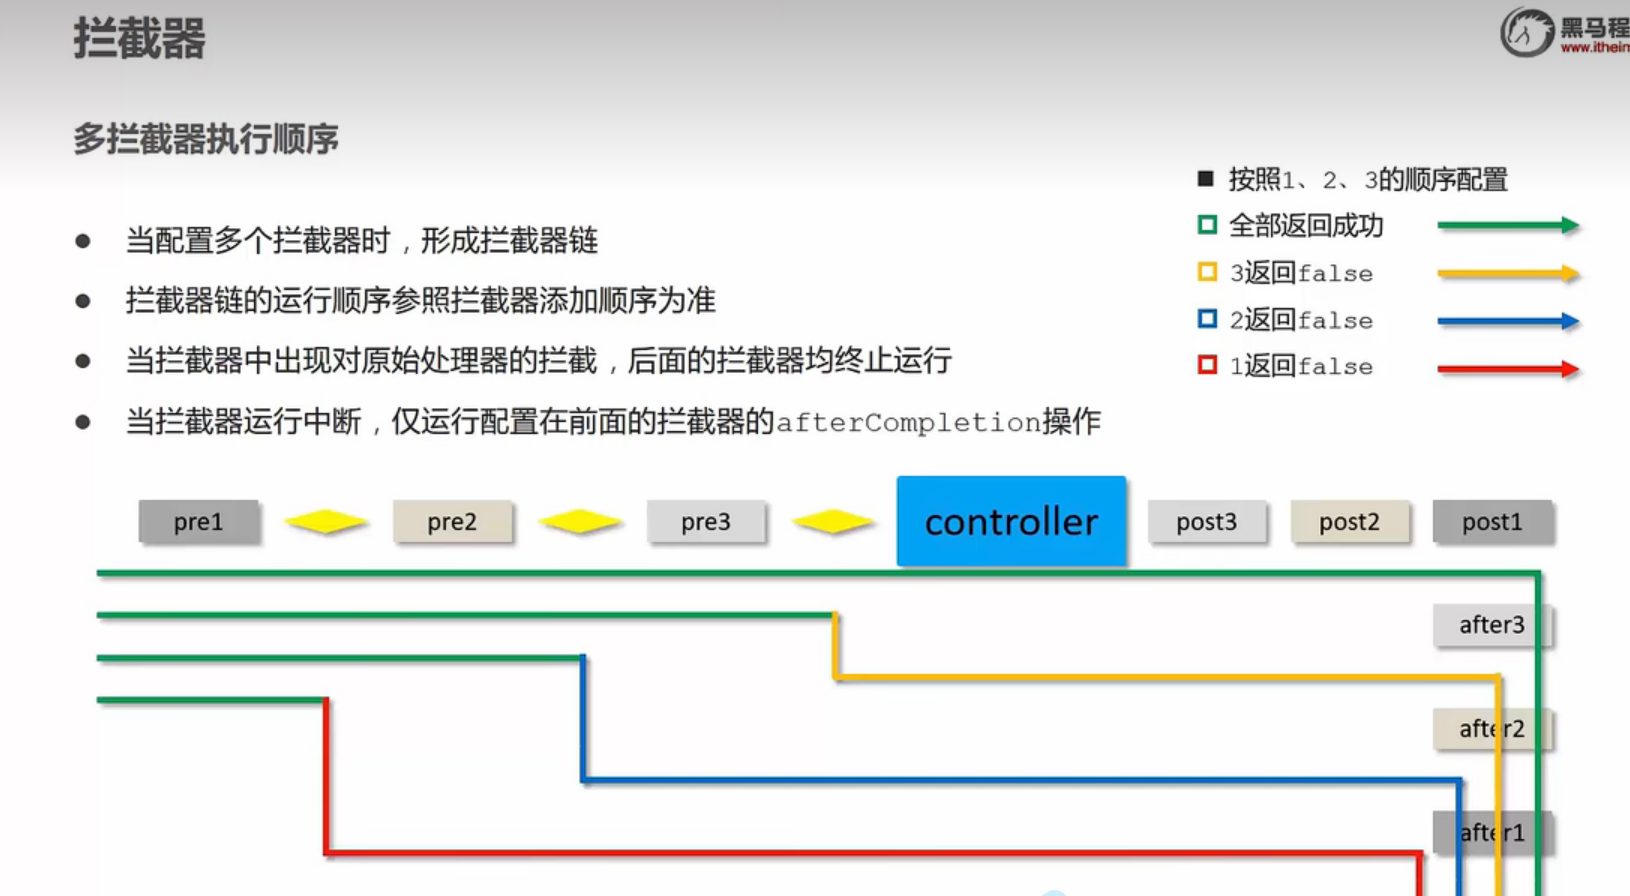 拦截器
黑马程
www.itheim
多拦截器执行顺序
当配置多个拦截器时，形成拦截器链
拦截器链的运行顺序参照拦截器添加顺序为准
当拦截器中出现对原始处理器的拦截，后面的拦截器均终止运行
当拦截器运行中断，仅运行配置在前面的拦截器的afterCompletion操作
按照1、2、3的顺序配置
全部返回成功
3返回false
2返回false
1返回false
pre1
pre2
pre3
controller
post3
post2
post1
after3
after2
after1